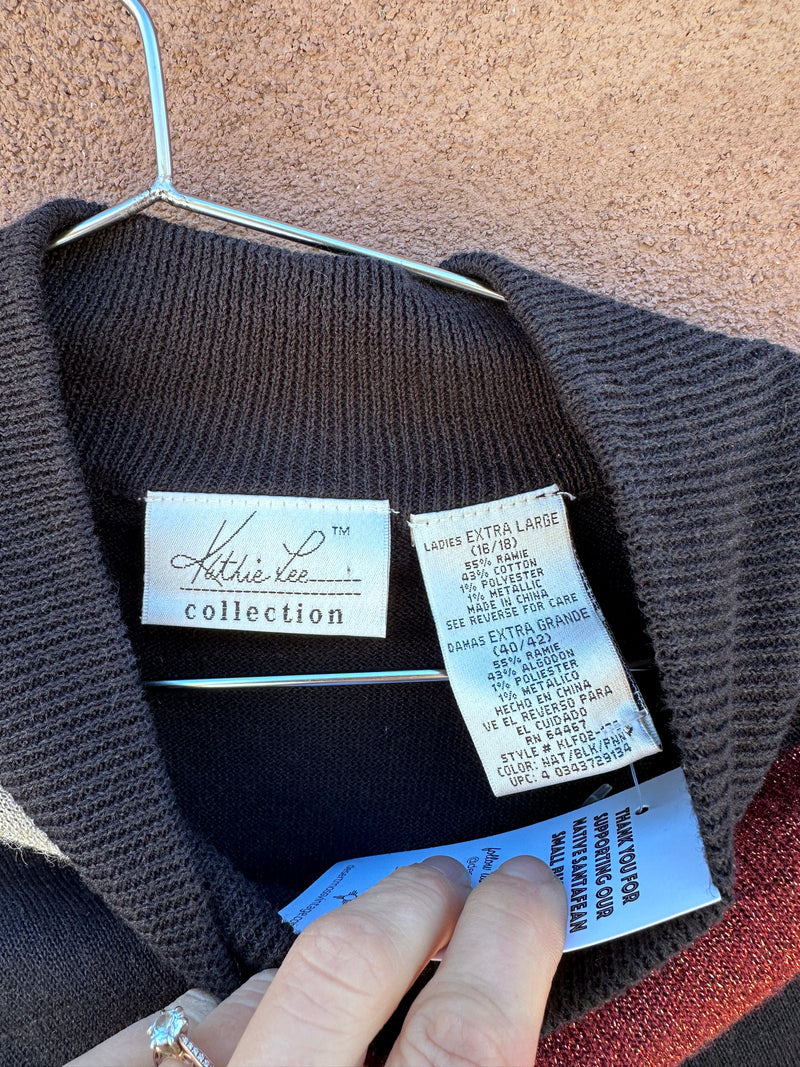 Kathie Lee™
collection
LADIES EXTRA LARGE
(16/18)
55% RAMIE
43% COTTON
1% POLYESTER
1% METALLIC
MADE IN CHINA
SEE REVERSE FOR CARE
DAMAS EXTRA GRANDE
(40/42)
55% RAMIE
43% ALGODON
1% POLIESTER
1% METALICO
HECHO EN CHINA
VE EL REVERSO PARA
EL CUIDADO
RN 64467
STYLE #
COLOR: NAT/BLK/PNK
UPC: 4 0343729134
THANK YOU FOR
SUPPORTING OUR
NATIVE SANTAFEAN
SMALL
follow